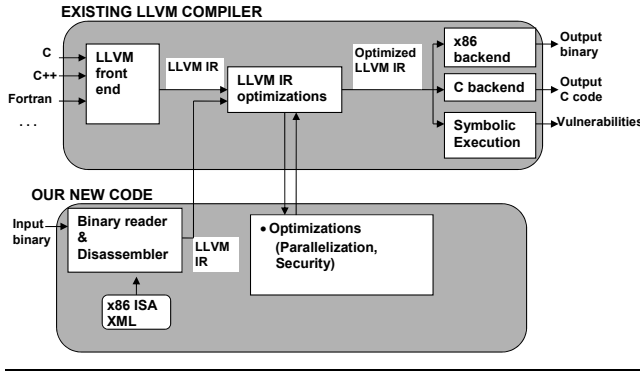 EXISTING LLVM COMPILER
C
C++
Fortran
. . .
LLVM
front
end
LLVM IR
LLVM IR
optimizations
Optimized
LLVM IR
x86
backend
Output
binary
C backend
Output
C code
Symbolic
Execution
Vulnerabilities
OUR NEW CODE
Input
binary
Binary reader
&
Disassembler
LLVM
IR
• Optimizations
(Parallelization,
Security)
x86 ISA
XML